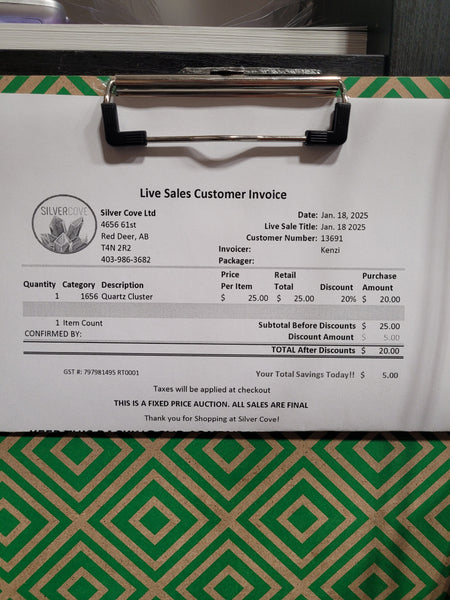 Live Sales Customer Invoice
SILVERCOVE
Silver Cove Ltd
4656 61st
Red Deer, AB
T4N 2R2
403-986-3682
Date: Jan. 18, 2025
Live Sale Title: Jan. 18 2025
Customer Number: 13691
Invoicer: Kenzi
Packager:
Quantity Category Description Price Per Item Retail Total Discount Purchase Amount
1 1656 Quartz Cluster $ 25.00 $ 25.00 20% $ 20.00
1 Item Count Subtotal Before Discounts $ 25.00
CONFIRMED BY: Discount Amount $ 5.00
TOTAL After Discounts $ 20.00
GST #: 797981495 RT0001 Your Total Savings Today!! $ 5.00
Taxes will be applied at checkout
THIS IS A FIXED PRICE AUCTION. ALL SALES ARE FINAL
Thank you for Shopping at Silver Cove!